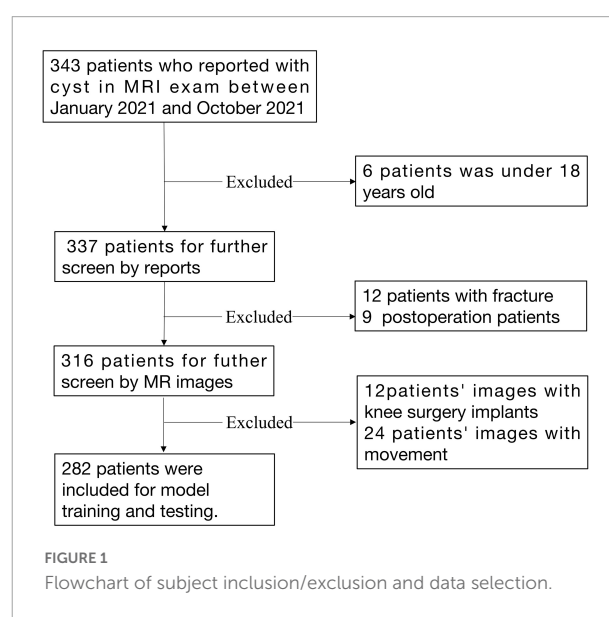 343 patients who reported with
cyst in MRI exam between
January 2021 and October 2021
Excluded
6 patients was under 18
years old
337 patients for further
screen by reports
Excluded
12 patients with fracture
9 postoperation patients
316 patients for futher
screen by MR images
Excluded
12patients' images with
knee surgery implants
24 patients' images with
movement
282 patients were
included for model
training and testing.
FIGURE 1
Flowchart of subject inclusion/exclusion and data selection.